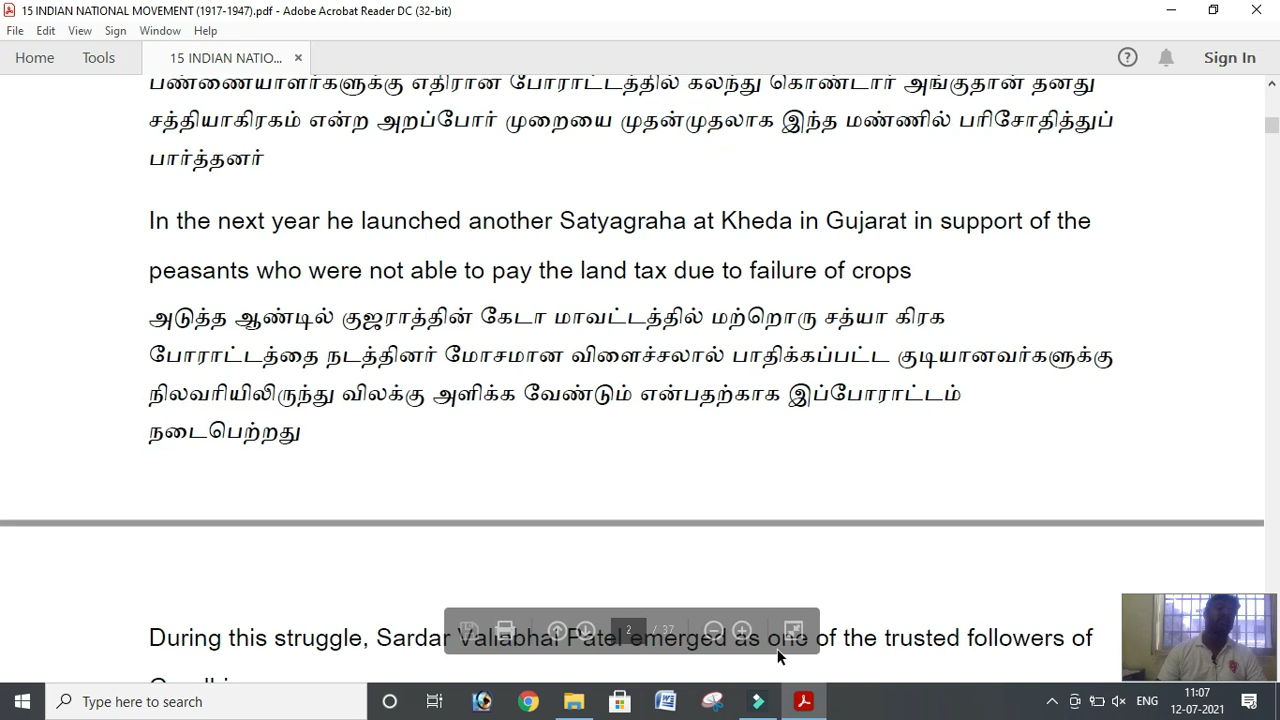 15 INDIAN NATIONAL MOVEMENT (1917-1947).pdf - Adobe Acrobat Reader DC (32-bit)
File Edit View Sign Window Help
Home Tools 15 INDIAN NATIO... Sign In
பண்ணையாளர்களுக்கு எதிரான போராட்டத்தில் கலந்து கொண்டார் அங்குதான் தனது
சத்தியாகிரகம் என்ற அறப்போர் முறையை முதன்முதலாக இந்த மண்ணில் பரிசோதித்துப்
பார்த்தனர்
In the next year he launched another Satyagraha at Kheda in Gujarat in support of the
peasants who were not able to pay the land tax due to failure of crops
அடுத்த ஆண்டில் குஜராத்தின் கேடா மாவட்டத்தில் மற்றொரு சத்யா கிரக
போராட்டத்தை நடத்தினர் மோசமான விளைச்சலால் பாதிக்கப்பட்ட குடியானவர்களுக்கு
நிலவரியிலிருந்து விலக்கு அளிக்க வேண்டும் என்பதற்காக இப்போராட்டம்
நடைபெற்றது
During this struggle, Sardar Vallabhai Patel emerged as one of the trusted followers of
2 / 37
Type here to search
ENG
11:07
12-07-2021